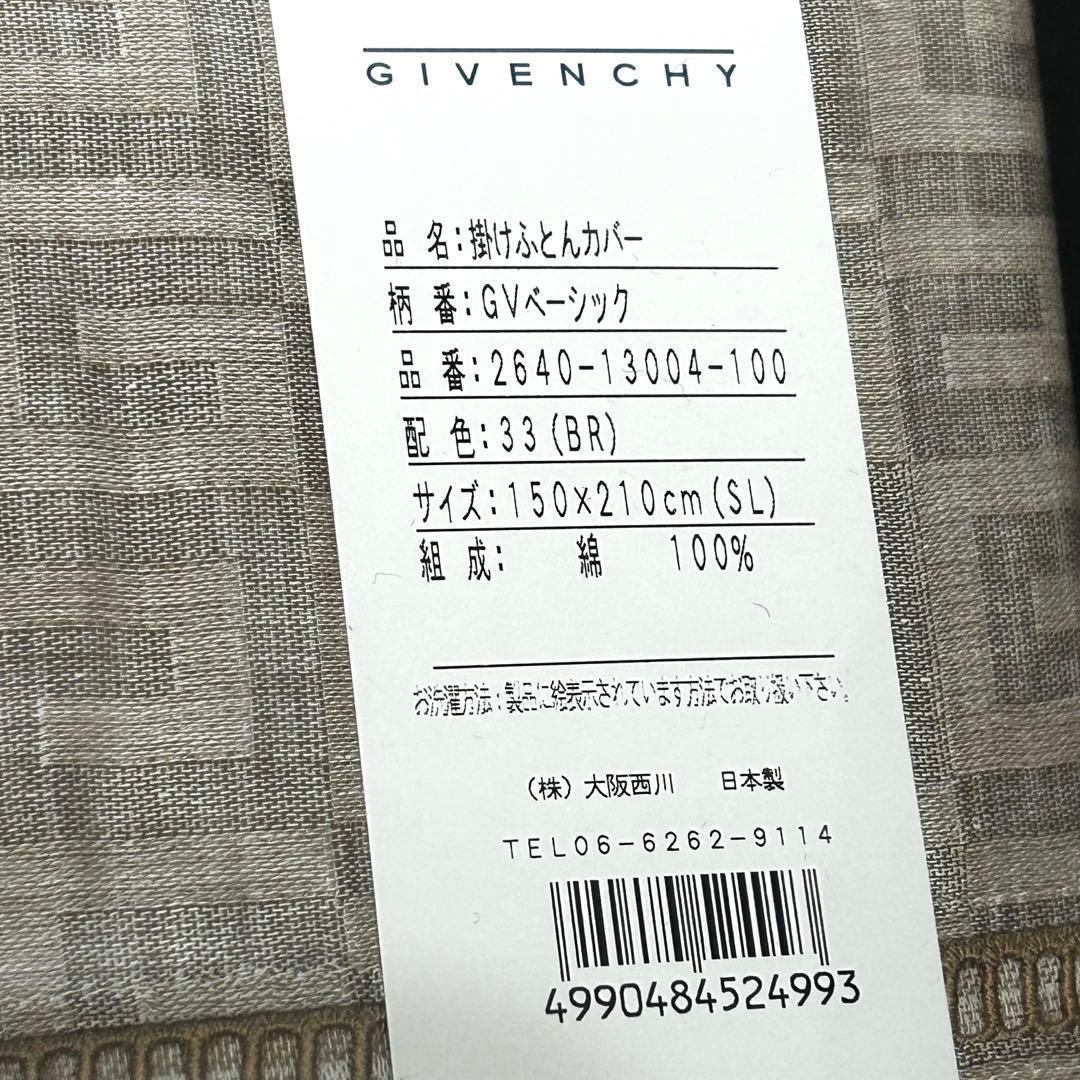 GIVENCHY
品 名：掛けふとんカバー
柄 番：GVベーシック
品 番：2640-13004-100
配 色：33(BR)
サイズ：150×210cm(SL)
組 成： 綿 100%
お洗濯方法：製品に絵表示されています方法でお取り扱い下さい。
（株）大阪西川 日本製
TEL06-6262-9114
4990484524993